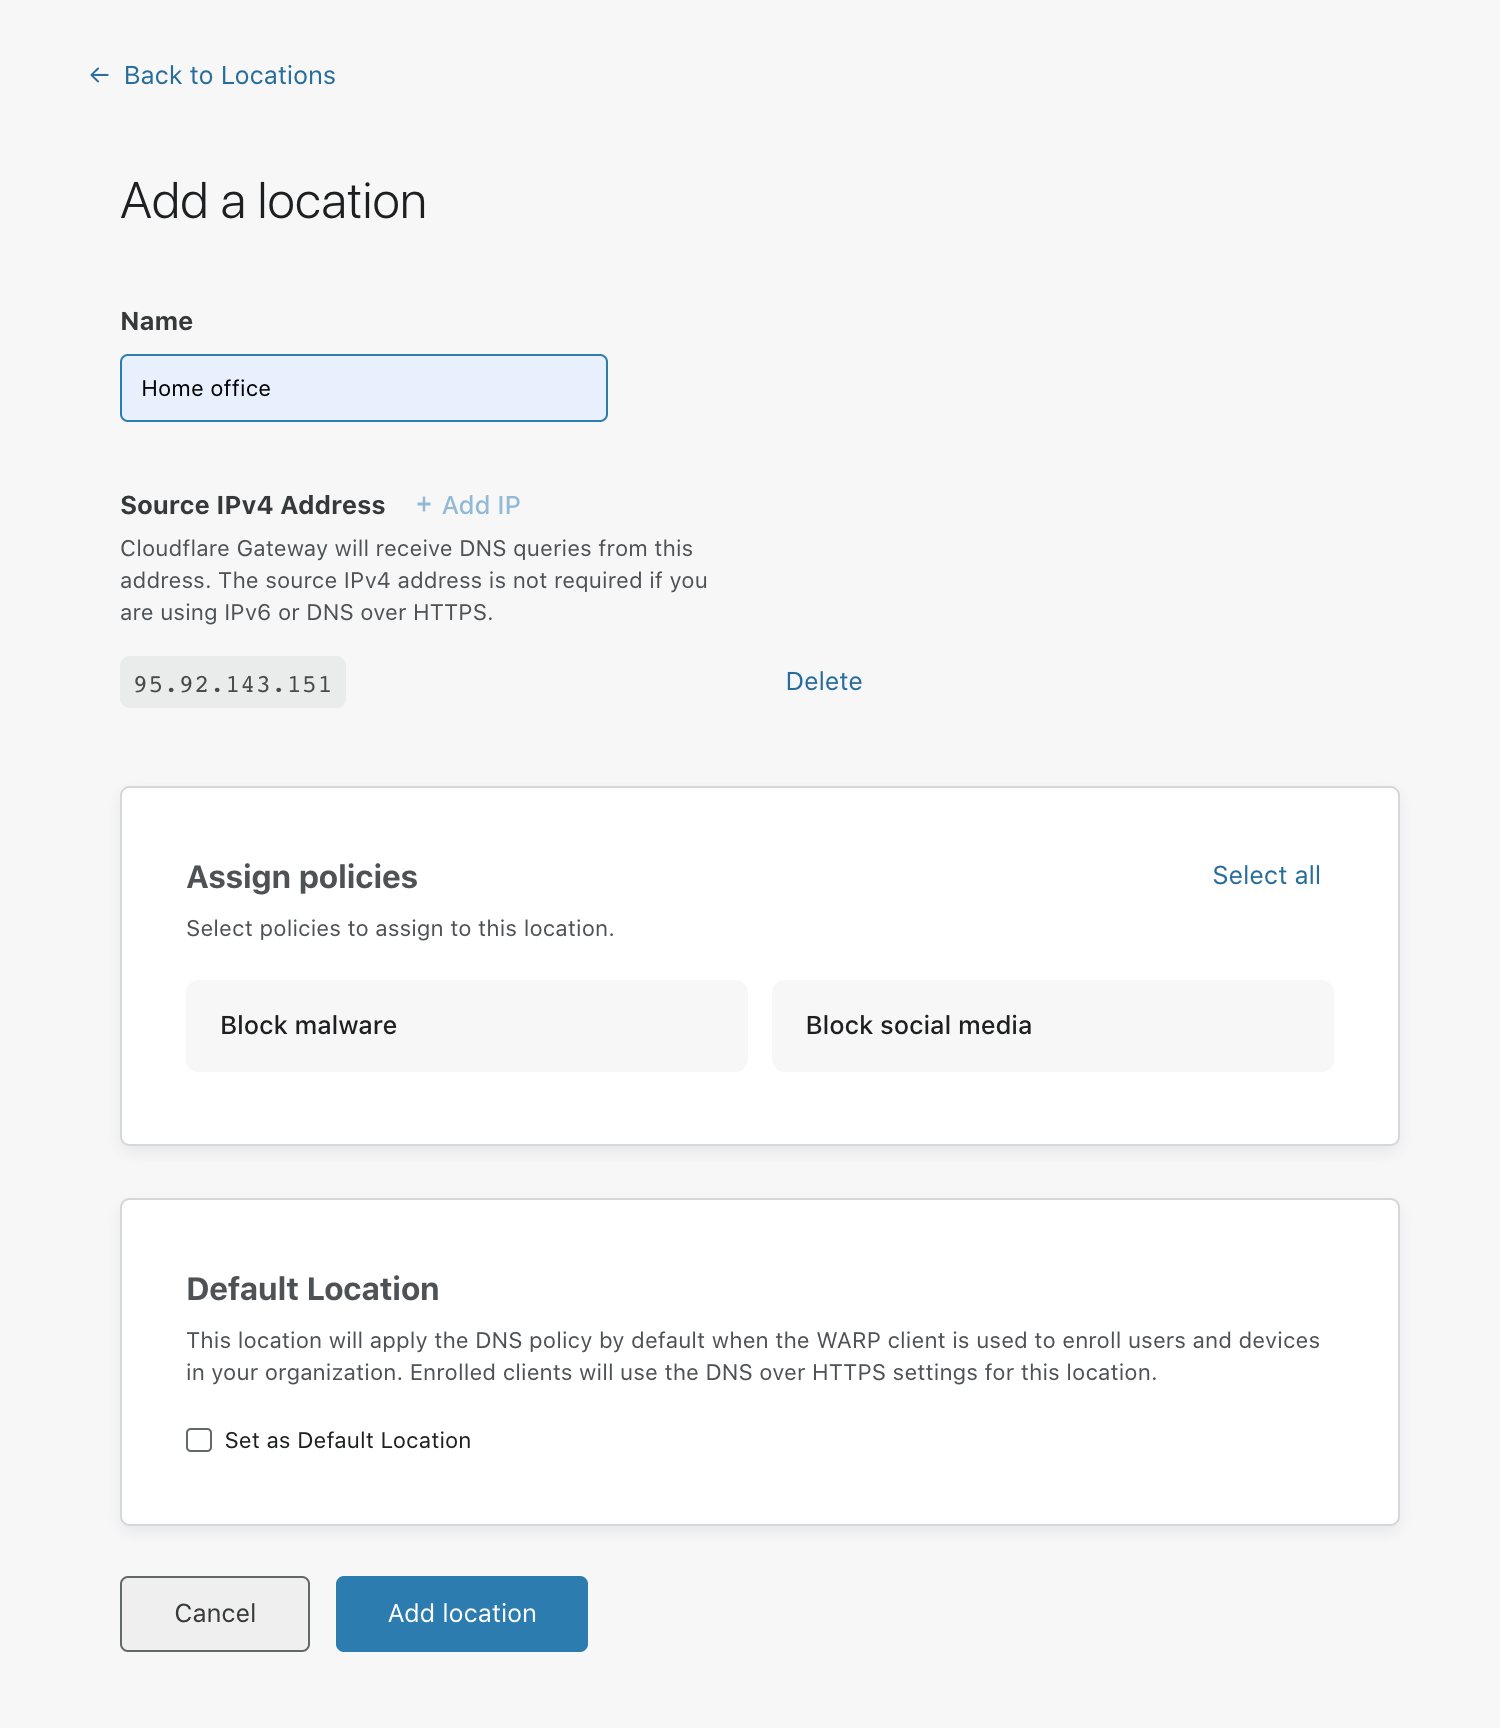 ← Back to Locations
Add a location
Name
Home office
Source IPv4 Address + Add IP
Cloudflare Gateway will receive DNS queries from this
address. The source IPv4 address is not required if you
are using IPv6 or DNS over HTTPS.
95.92.143.151 Delete
Assign policies Select all
Select policies to assign to this location.
Block malware Block social media
Default Location
This location will apply the DNS policy by default when the WARP client is used to enroll users and devices
in your organization. Enrolled clients will use the DNS over HTTPS settings for this location.
Set as Default Location
Cancel Add location